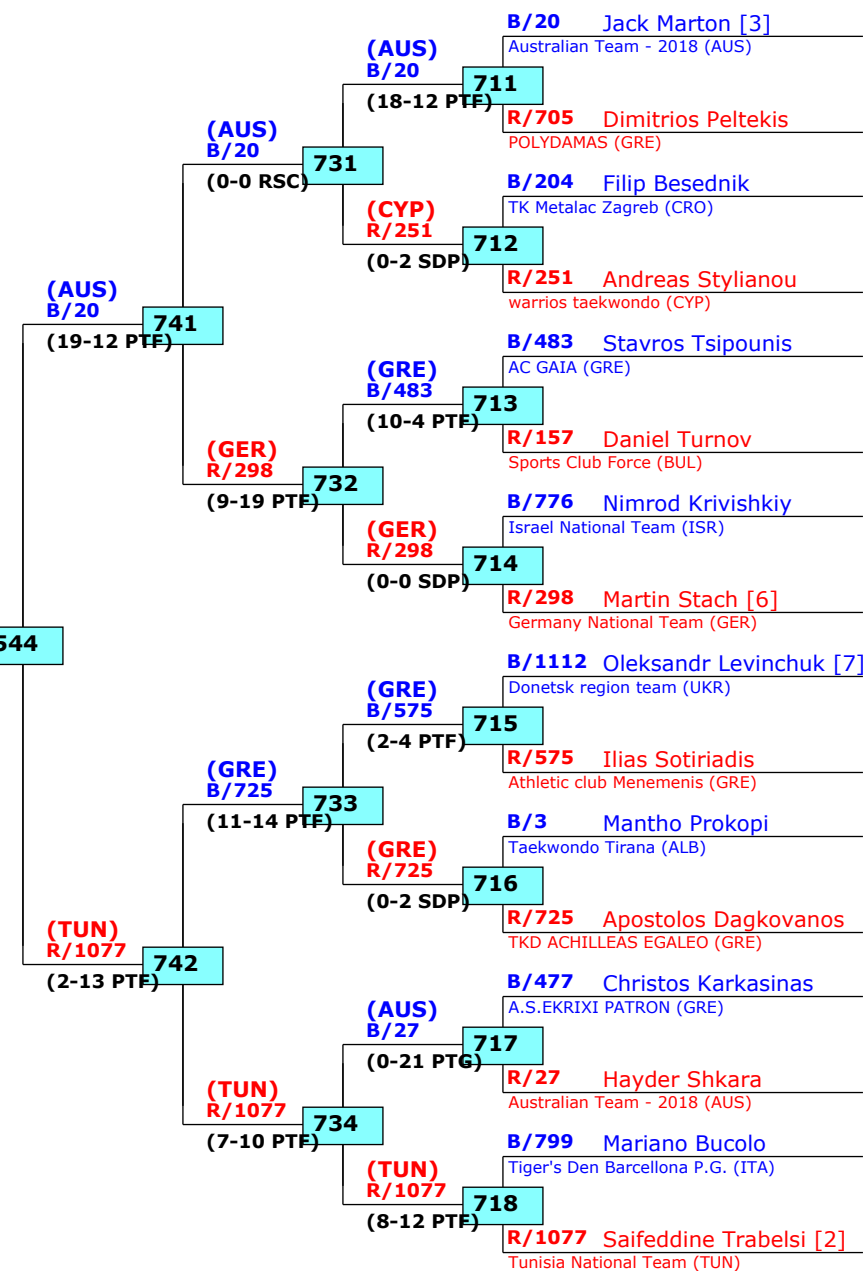 B/20 Jack Marton [3]
Australian Team - 2018 (AUS)
(AUS)
B/20
711
(18-12 PTF)
R/705 Dimitrios Peltekis
POLYDAMAS (GRE)
(AUS)
B/20
731
(0-0 RSC)
B/204 Filip Besednik
TK Metalac Zagreb (CRO)
(CYP)
R/251
712
(0-2 SDP)
R/251 Andreas Stylianou
warrios taekwondo (CYP)
(AUS)
B/20
741
(19-12 PTF)
B/483 Stavros Tsipounis
AC GAIA (GRE)
(GRE)
B/483
713
(10-4 PTF)
R/157 Daniel Turnov
Sports Club Force (BUL)
(GER)
R/298
732
(9-19 PTF)
B/776 Nimrod Krivishkiy
Israel National Team (ISR)
(GER)
R/298
714
(0-0 SDP)
R/298 Martin Stach [6]
Germany National Team (GER)
544
B/1112 Oleksandr Levinchuk [7]
Donetsk region team (UKR)
(GRE)
B/575
715
(2-4 PTF)
R/575 Ilias Sotiriadis
Athletic club Menemenis (GRE)
(GRE)
B/725
733
(11-14 PTF)
B/3 Mantho Prokopi
Taekwondo Tirana (ALB)
(GRE)
R/725
716
(0-2 SDP)
R/725 Apostolos Dagkovanos
TKD ACHILLEAS EGALEO (GRE)
(TUN)
R/1077
742
(2-13 PTF)
B/477 Christos Karkasinas
A.S.EKRIXI PATRON (GRE)
(AUS)
B/27
717
(0-21 PTG)
R/27 Hayder Shkara
Australian Team - 2018 (AUS)
(TUN)
R/1077
734
(7-10 PTF)
B/799 Mariano Bucolo
Tiger's Den Barcellona P.G. (ITA)
(TUN)
R/1077
718
(8-12 PTF)
R/1077 Saifeddine Trabelsi [2]
Tunisia National Team (TUN)